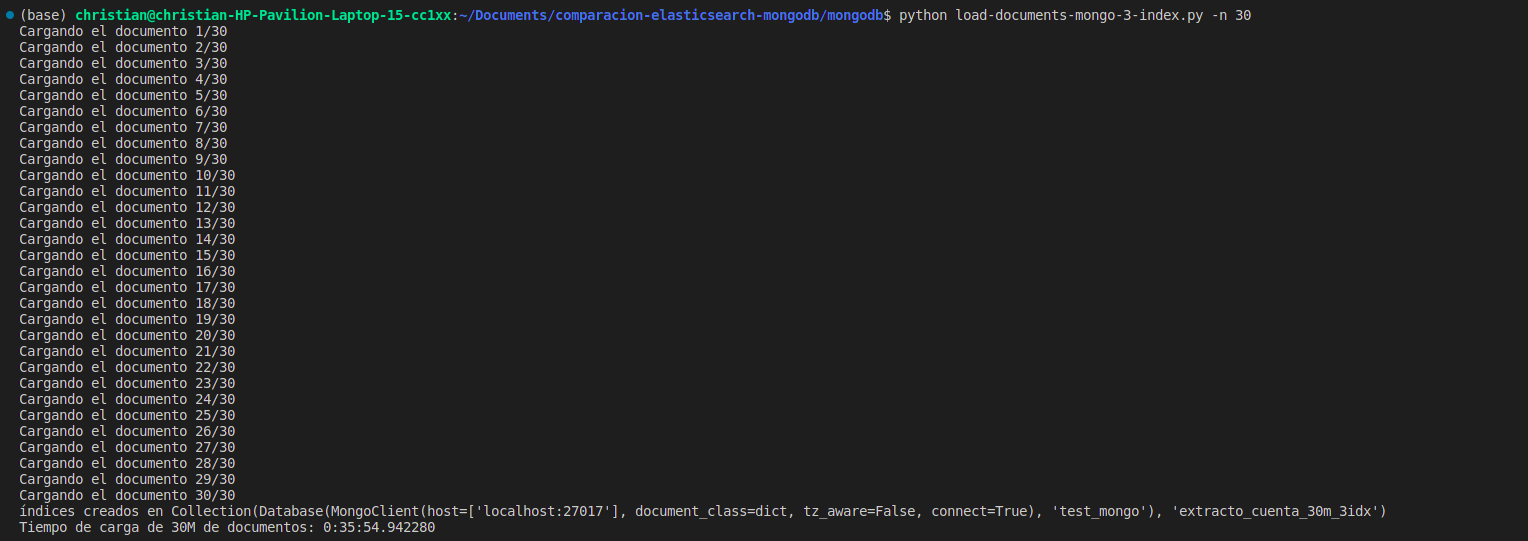 (base) christian@christian-HP-Pavilion-Laptop-15-cc1xx:~/Documents/comparacion-elasticsearch-mongodb/mongodb$ python load-documents-mongo-3-index.py -n 30
Cargando el documento 1/30
Cargando el documento 2/30
Cargando el documento 3/30
Cargando el documento 4/30
Cargando el documento 5/30
Cargando el documento 6/30
Cargando el documento 7/30
Cargando el documento 8/30
Cargando el documento 9/30
Cargando el documento 10/30
Cargando el documento 11/30
Cargando el documento 12/30
Cargando el documento 13/30
Cargando el documento 14/30
Cargando el documento 15/30
Cargando el documento 16/30
Cargando el documento 17/30
Cargando el documento 18/30
Cargando el documento 19/30
Cargando el documento 20/30
Cargando el documento 21/30
Cargando el documento 22/30
Cargando el documento 23/30
Cargando el documento 24/30
Cargando el documento 25/30
Cargando el documento 26/30
Cargando el documento 27/30
Cargando el documento 28/30
Cargando el documento 29/30
Cargando el documento 30/30
índices creados en Collection(Database(MongoClient(host=['localhost:27017'], document_class=dict, tz_aware=False, connect=True), 'test_mongo'), 'extracto_cuenta_30m_3idx')
Tiempo de carga de 30M de documentos: 0:35:54.942280